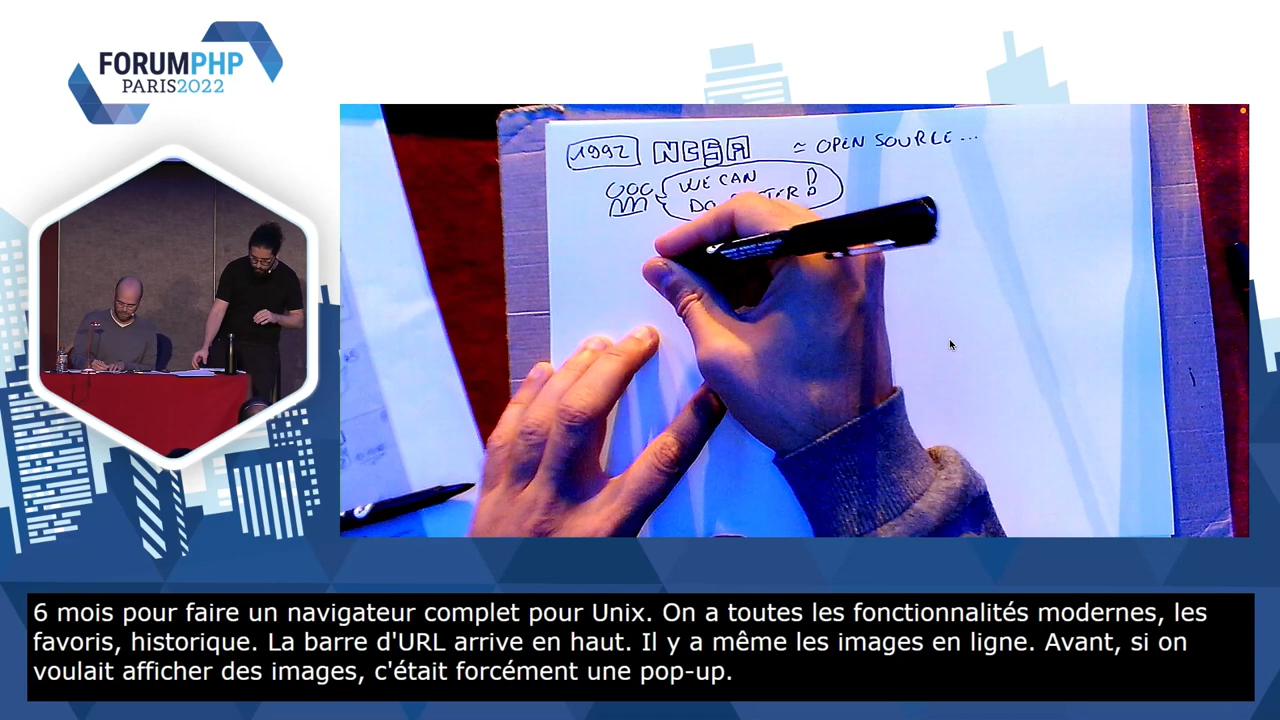 FORUMPHP
PARIS2022
1992 NCSA ≃ OPEN SOURCE...
WE CAN
DO
6 mois pour faire un navigateur complet pour Unix. On a toutes les fonctionnalités modernes, les
favoris, historique. La barre d'URL arrive en haut. Il y a même les images en ligne. Avant, si on
voulait afficher des images, c'était forcément une pop-up.